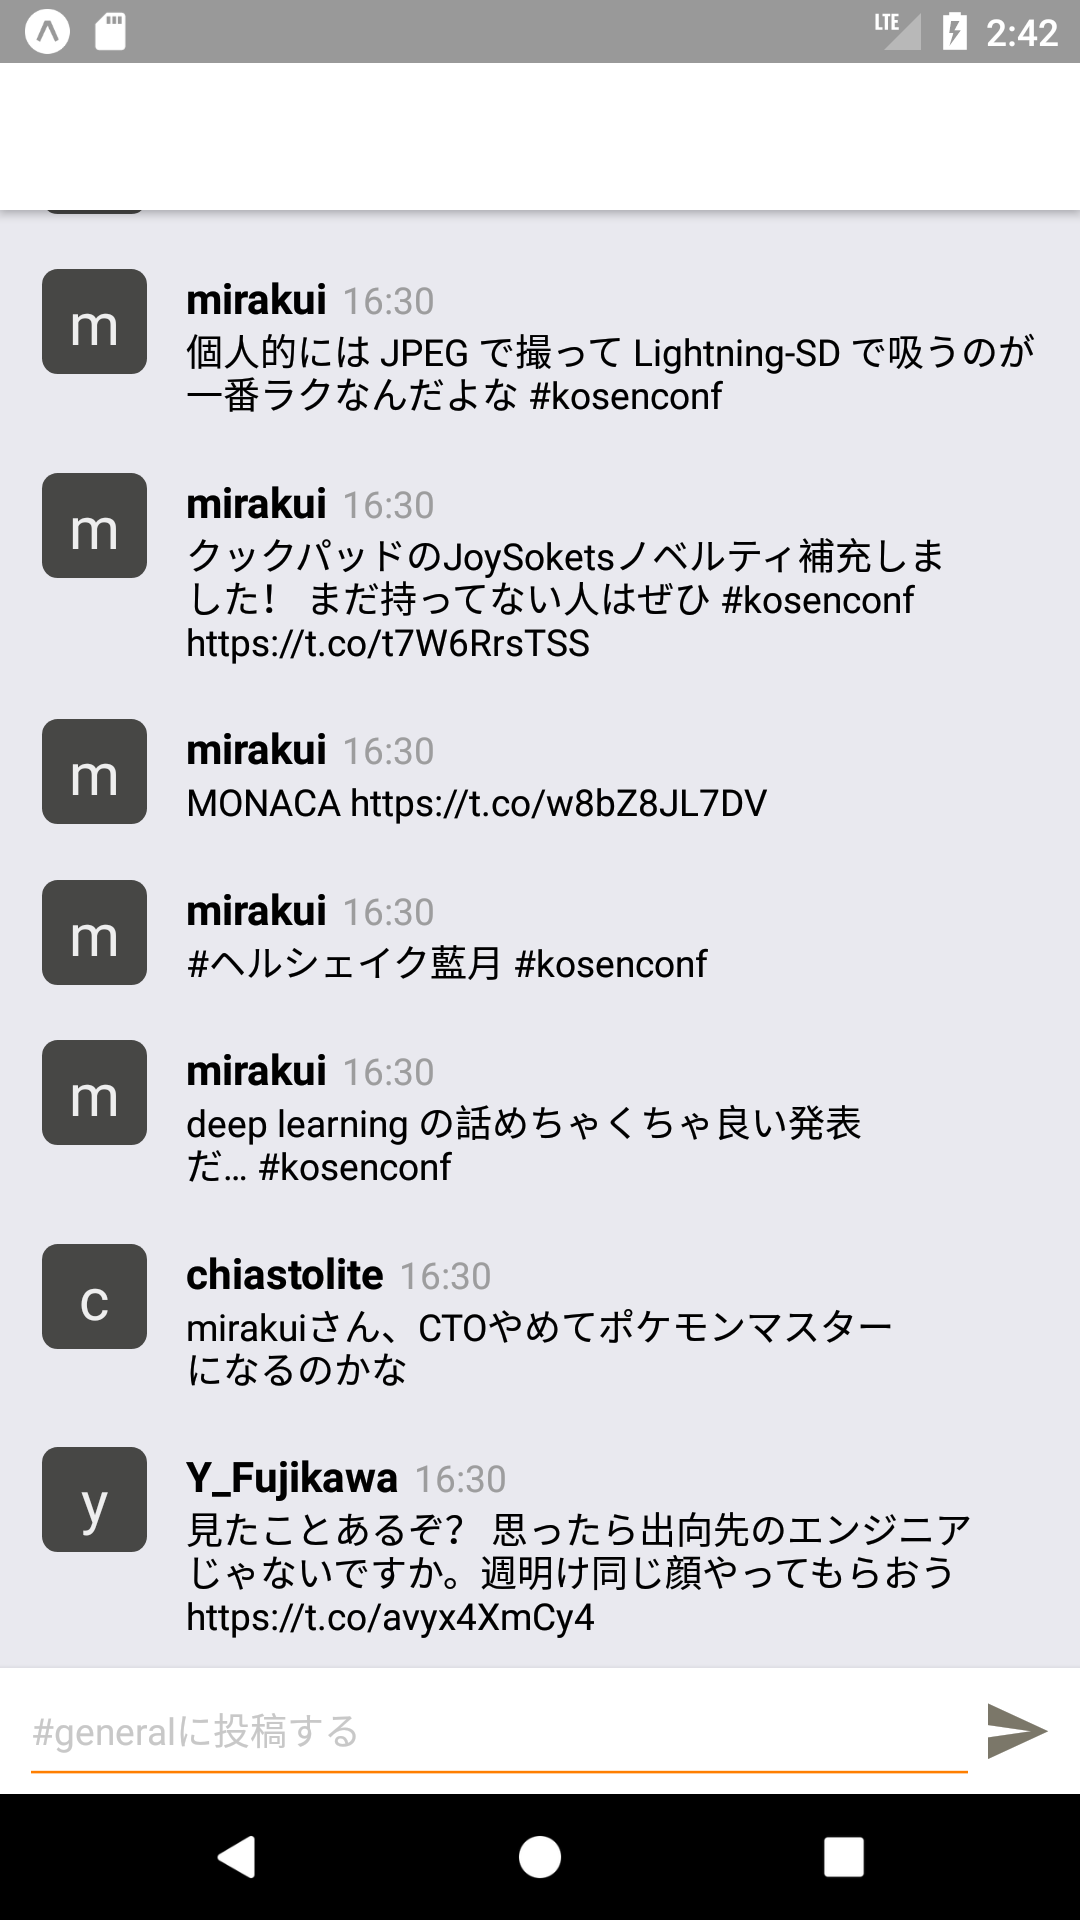 LTE 2:42
m
mirakui 16:30
個人的には JPEG で撮って Lightning-SD で吸うのが
一番ラクなんだよな #kosenconf
m
mirakui 16:30
クックパッドのJoySoketsノベルティ補充しま
した！ まだ持ってない人はぜひ #kosenconf
https://t.co/t7W6RrsTSS
m
mirakui 16:30
MONACA https://t.co/w8bZ8JL7DV
m
mirakui 16:30
#ヘルシェイク藍月 #kosenconf
m
mirakui 16:30
deep learning の話めちゃくちゃ良い発表
だ... #kosenconf
c
chiastolite 16:30
mirakuiさん、CTOやめてポケモンマスター
になるのかな
y
Y_Fujikawa 16:30
見たことあるぞ？ 思ったら出向先のエンジニア
じゃないですか。週明け同じ顔やってもらおう
https://t.co/avyx4XmCy4
#generalに投稿する